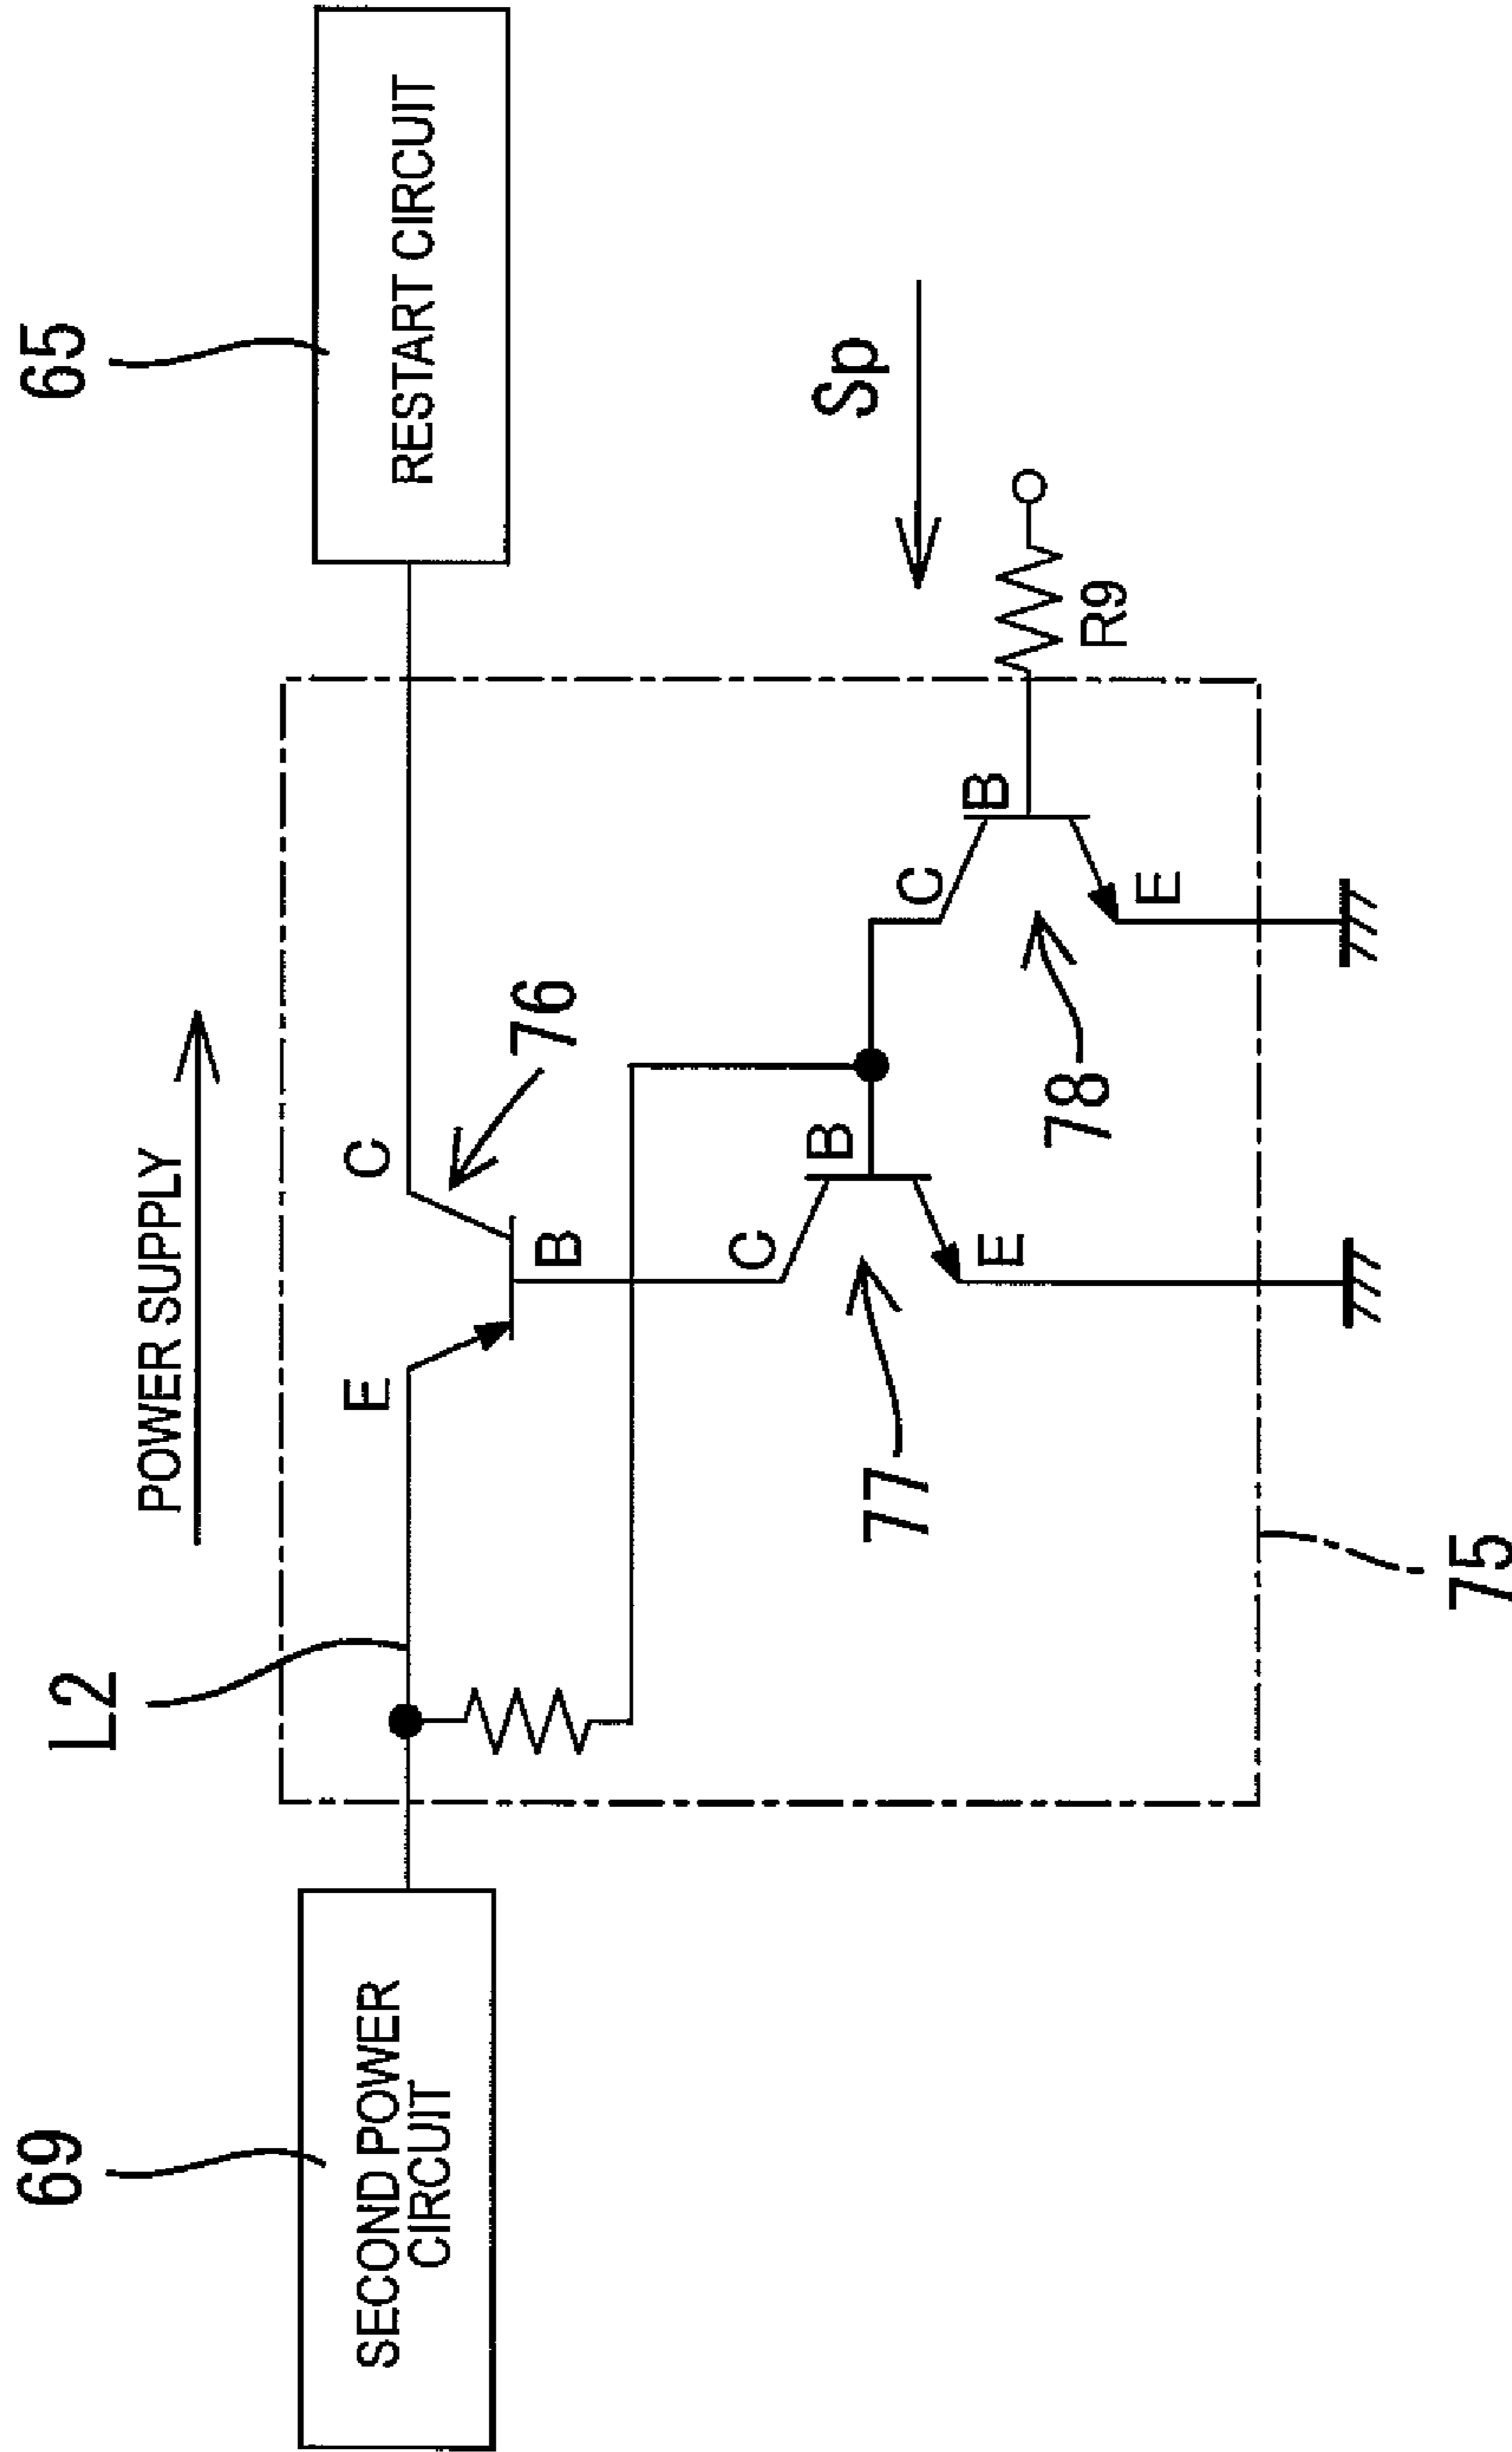 69
65
L2
POWER SUPPLY
SECOND POWER
CIRCUIT
RESTART CIRCUIT
E
C
76
B
Sp
C
B
C
B
R9
77
E
78
E
75